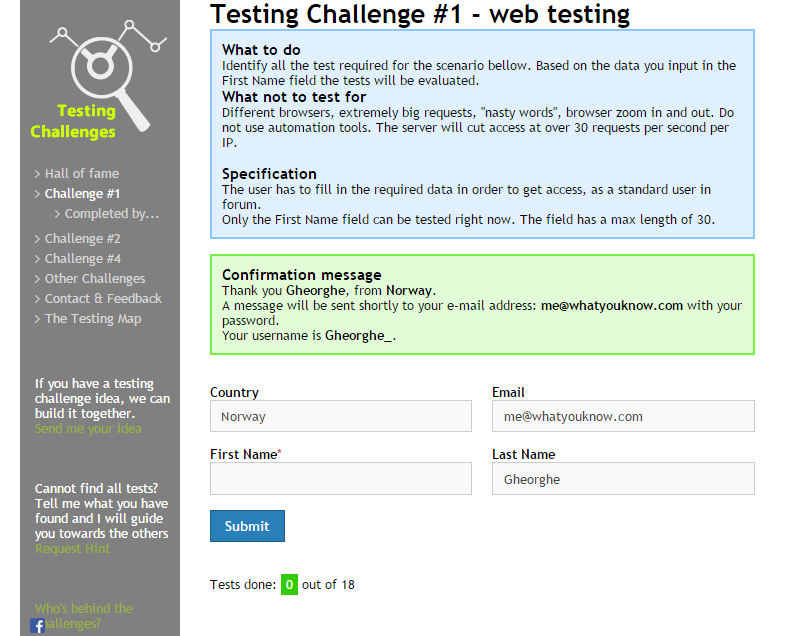 Testing
Challenges
> Hall of fame
> Challenge #1
> Completed by...
> Challenge #2
> Challenge #4
> Other Challenges
> Contact & Feedback
> The Testing Map
If you have a testing
challenge idea, we can
build it together.
Send me your idea
Cannot find all tests?
Tell me what you have
found and I will guide
you towards the others
Request Hint
Who's behind the
allenges?
Testing Challenge #1 - web testing
What to do
Identify all the test required for the scenario bellow. Based on the data you input in the
First Name field the tests will be evaluated.
What not to test for
Different browsers, extremely big requests, "nasty words", browser zoom in and out. Do
not use automation tools. The server will cut access at over 30 requests per second per
IP.
Specification
The user has to fill in the required data in order to get access, as a standard user in
forum.
Only the First Name field can be tested right now. The field has a max length of 30.
Confirmation message
Thank you Gheorghe, from Norway.
A message will be sent shortly to your e-mail address: me@whatyouknow.com with your
password.
Your username is Gheorghe_.
Country Email
Norway me@whatyouknow.com
First Name* Last Name
Gheorghe
Submit
Tests done: 0 out of 18